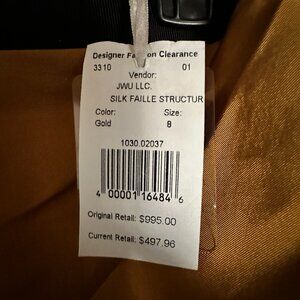 Designer Fashion Clearance
3310 01
Vendor:
JWU LLC.
SILK FAILLE STRUCTUR
Color: Size:
Gold 8
1030.02037
4 00001 16484 6
Original Retail: $995.00
Current Retail: $497.96